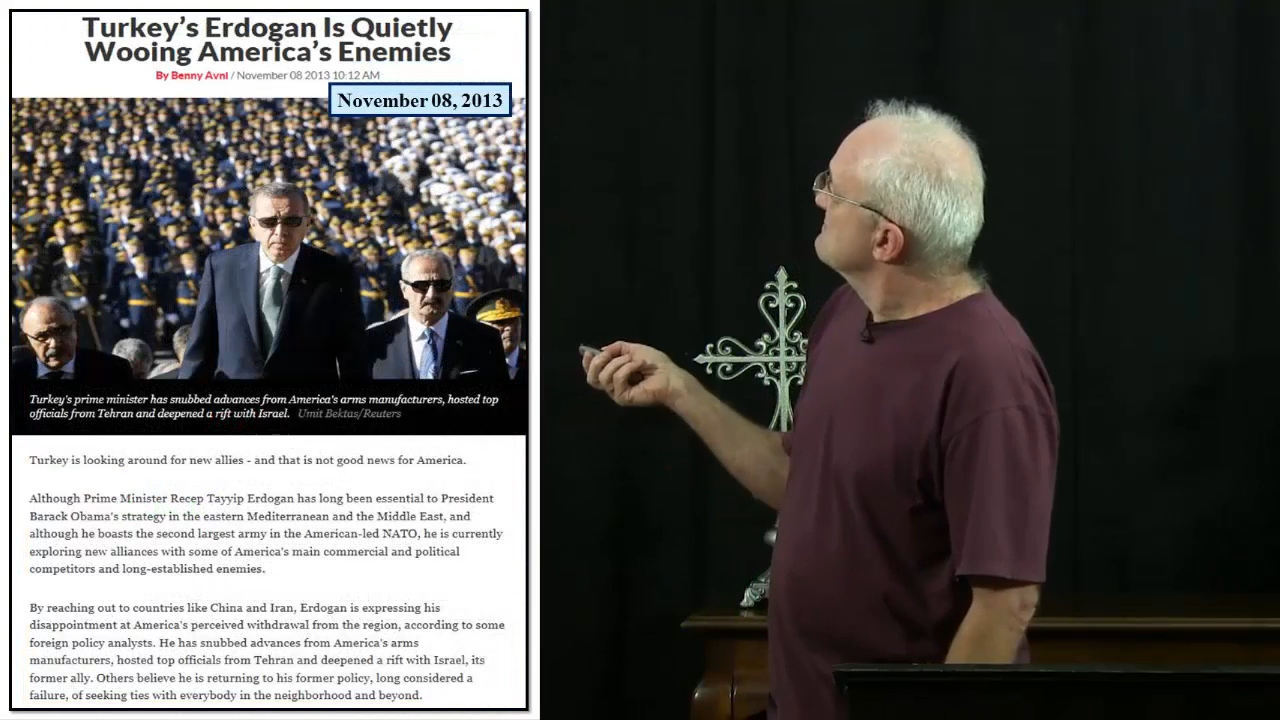 Turkey's Erdogan Is Quietly
Wooing America's Enemies
By Benny Avni / November 08 2013 10:12 AM
November 08, 2013
Turkey's prime minister has snubbed advances from America's arms manufacturers, hosted top
officials from Tehran and deepened a rift with Israel. Umit Bektas/Reuters
Turkey is looking around for new allies - and that is not good news for America.
Although Prime Minister Recep Tayyip Erdogan has long been essential to President
Barack Obama's strategy in the eastern Mediterranean and the Middle East, and
although he boasts the second largest army in the American-led NATO, he is currently
exploring new alliances with some of America's main commercial and political
competitors and long-established enemies.
By reaching out to countries like China and Iran, Erdogan is expressing his
disappointment at America's perceived withdrawal from the region, according to some
foreign policy analysts. He has snubbed advances from America's arms
manufacturers, hosted top officials from Tehran and deepened a rift with Israel, its
former ally. Others believe he is returning to his former policy, long considered a
failure, of seeking ties with everybody in the neighborhood and beyond.